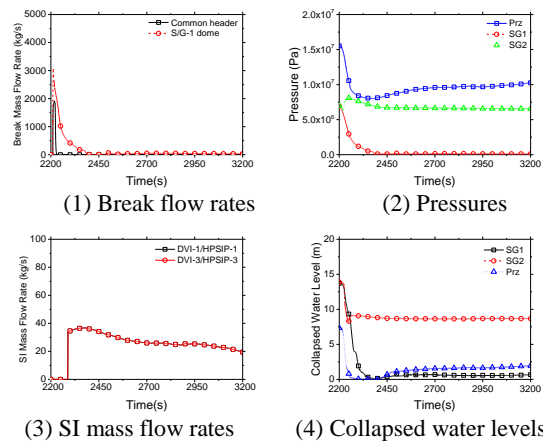 5000
4000
3000
2000
1000
0
Break Mass Flow Rate (kg/s)
Common header
S/G-1 dome
2200 2450 2700 2950 3200
Time(s)
(1) Break flow rates
2.0x10⁷
1.5x10⁷
1.0x10⁷
5.0x10⁶
0.0
Pressure (Pa)
Prz
SG1
SG2
2200 2450 2700 2950 3200
Time(s)
(2) Pressures
100
80
60
40
20
0
SI Mass Flow Rate (kg/s)
DVI-1/HPSIP-1
DVI-3/HPSIP-3
2200 2450 2700 2950 3200
Time(s)
(3) SI mass flow rates
20
15
10
5
0
Collapsed Water Level (m)
SG1
SG2
Prz
2200 2450 2700 2950 3200
Time(s)
(4) Collapsed water levels